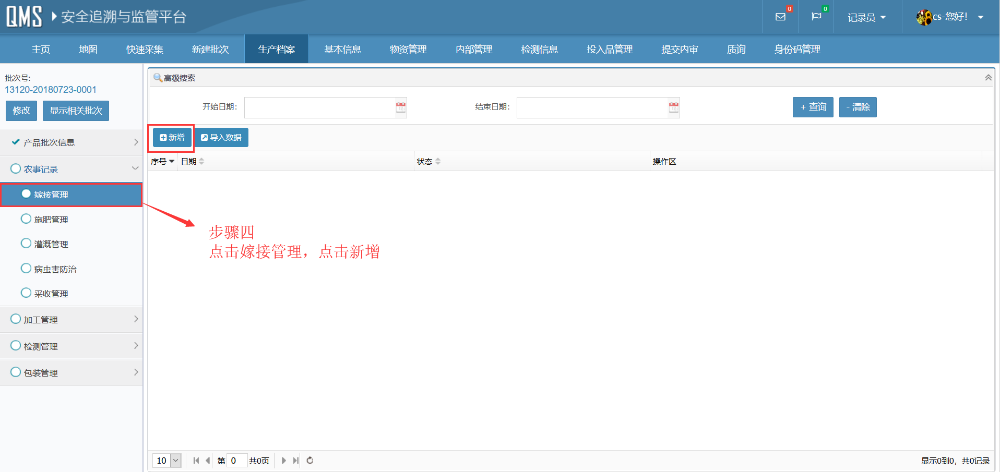 QMS 安全追溯与监管平台
0
0
记录员
cs-您好！
主页 地图 快速采集 新建批次 生产档案 基本信息 物资管理 内部管理 检测信息 投入品管理 提交内审 质询 身份码管理
批次号:
13120-20180723-0001
修改 显示相关批次
产品批次信息
农事记录
嫁接管理
施肥管理
灌溉管理
病虫害防治
采收管理
加工管理
检测管理
包装管理
高级搜索
开始日期： 结束日期： + 查询 - 清除
新增 导入数据
序号 日期 状态 操作区
步骤四
点击嫁接管理，点击新增
10 第 0 共0页 显示0到0，共0记录